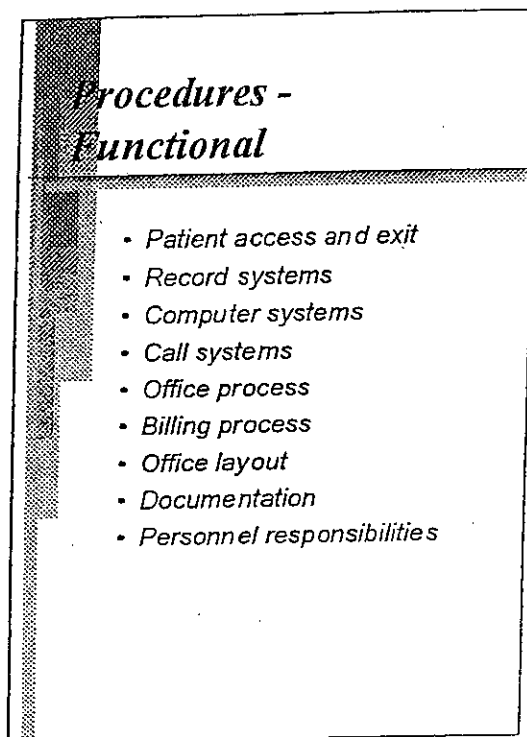 Procedures -
Functional
• Patient access and exit
• Record systems
• Computer systems
• Call systems
• Office process
• Billing process
• Office layout
• Documentation
• Personnel responsibilities